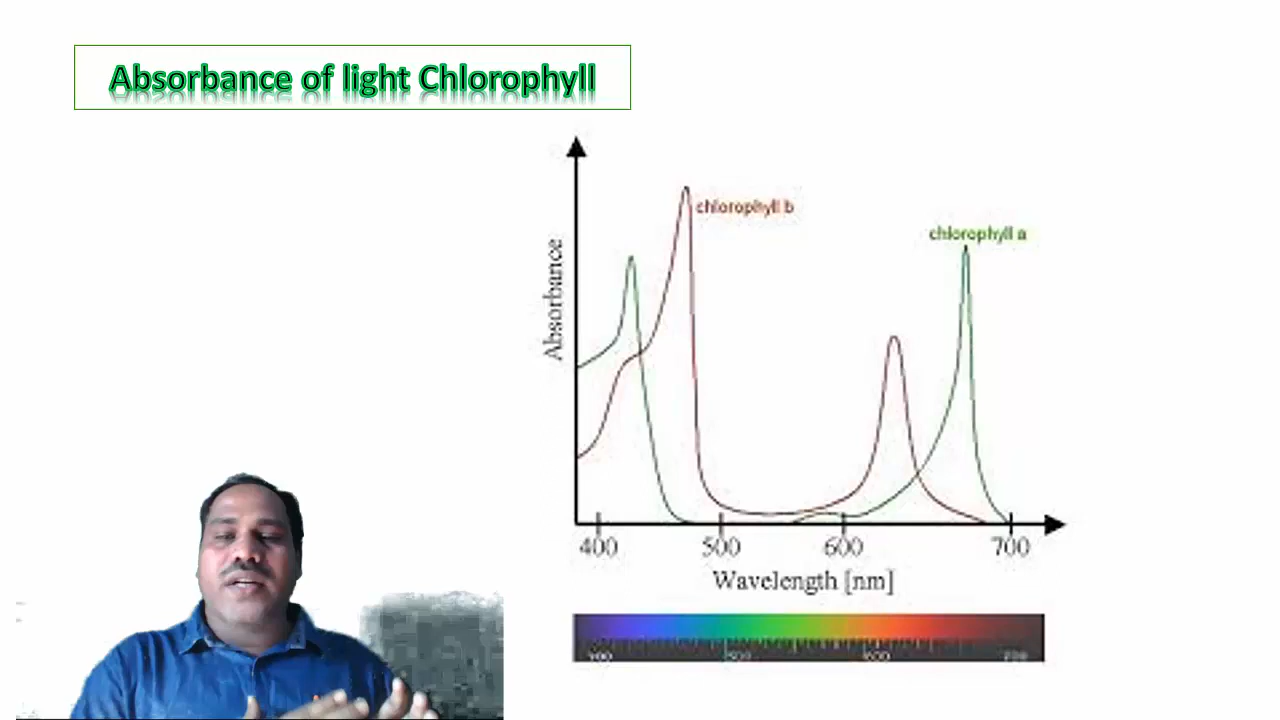 Absorbance of light Chlorophyll
chlorophyll b
chlorophyll a
Absorbance
400 500 600 700
Wavelength [nm]